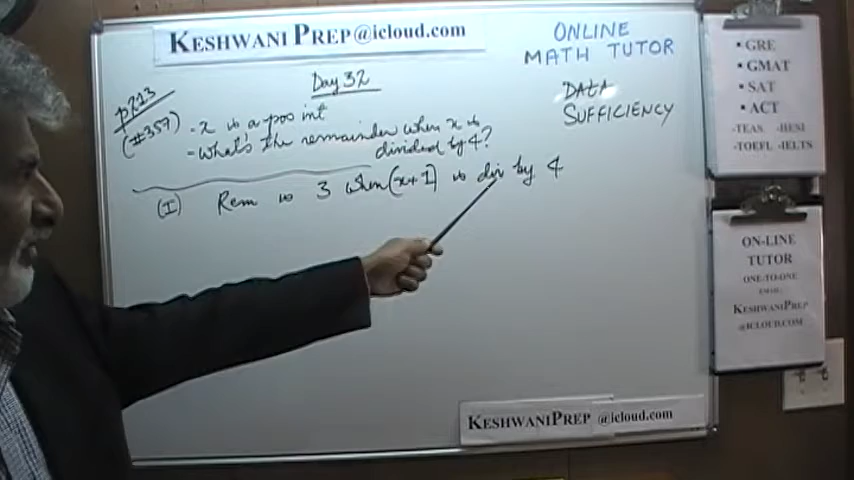 KESHWANI PREP@iCloud.com
ONLINE
MATH TUTOR
DATA
SUFFICIENCY
Day 32
p213
(#357)
- x is a pos int
- what's the remainder when x is
divided by 4?
(I) Rem is 3 when (x+1) is div by 4
• GRE
• GMAT
• SAT
• ACT
-TEAS -HESI
-TOEFL -IELTS
ON-LINE
TUTOR
ONE-TO-ONE
EMAIL:
KESHWANIPREP
@ICLOUD.COM
KESHWANIPREP @icloud.com